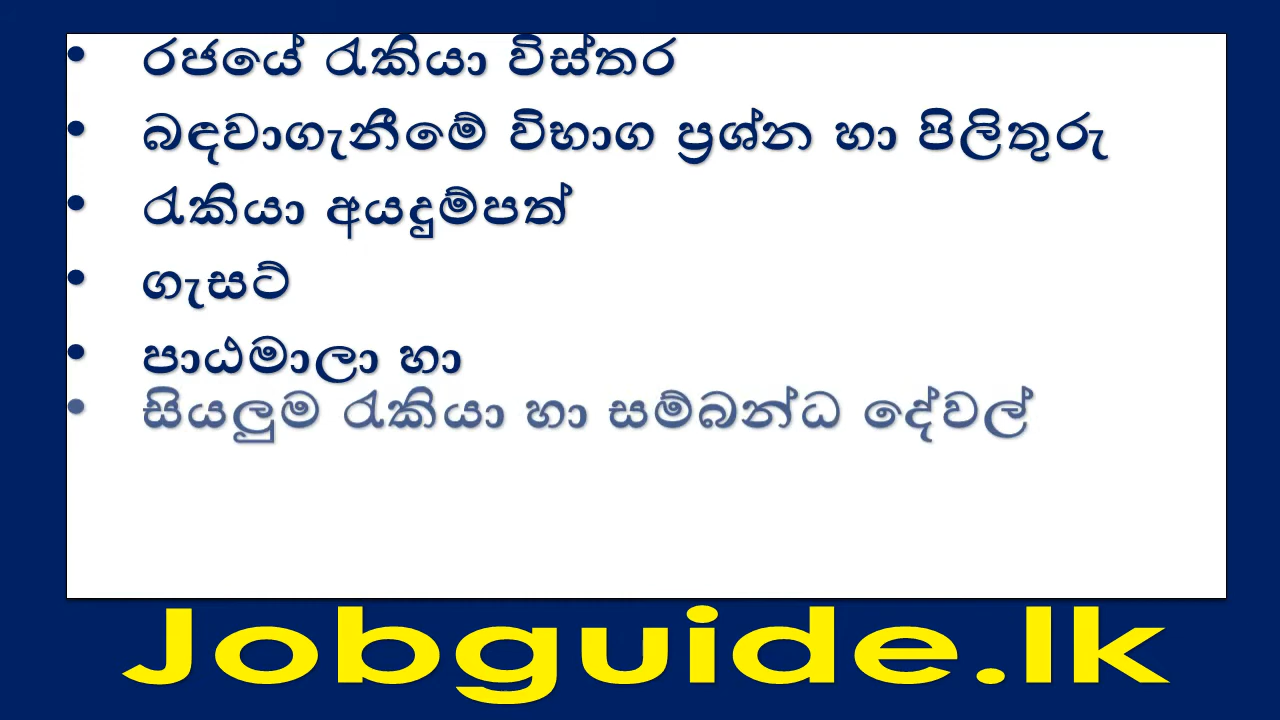 • රජයේ රැකියා විස්තර
• බඳවාගැනීමේ විභාග ප්‍රශ්න හා පිලිතුරු
• රැකියා අයදුම්පත්
• ගැසට්
• පාඨමාලා හා
• සියලුම රැකියා හා සම්බන්ධ දේවල්
Jobguide.lk